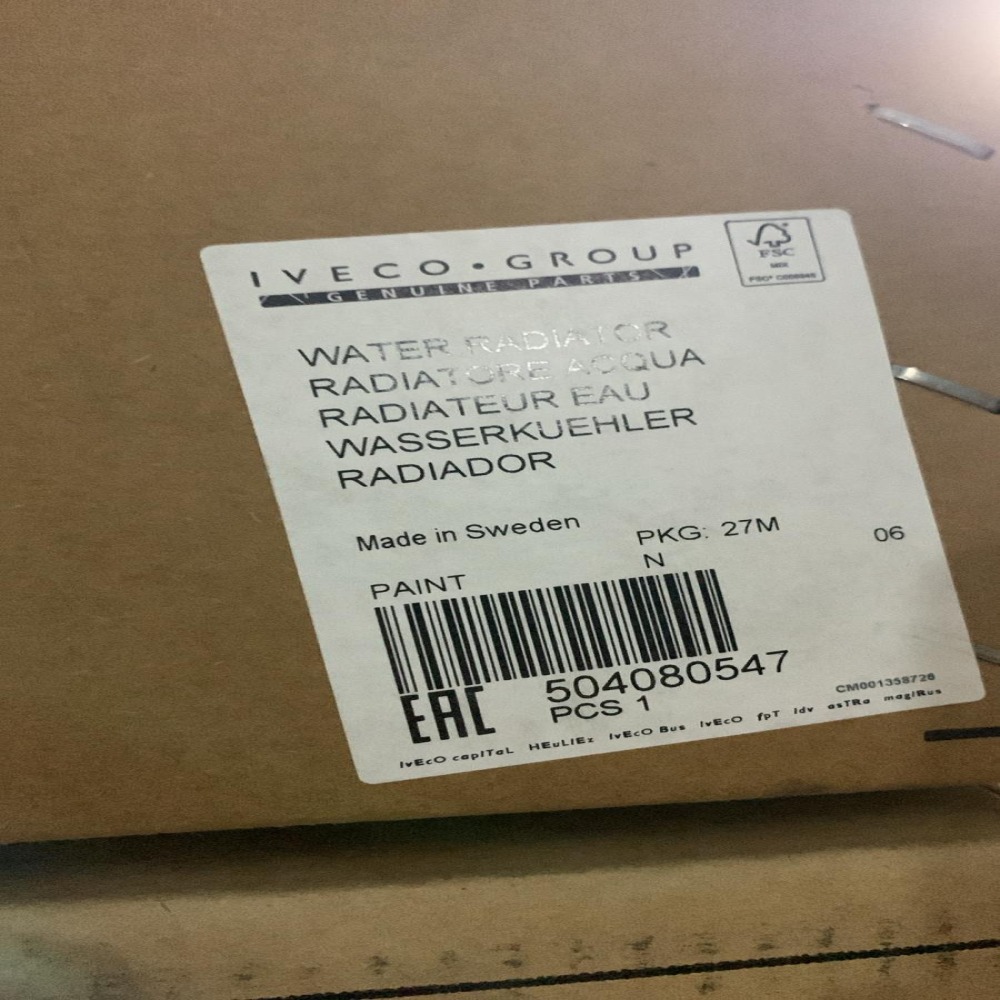 IVECO • GROUP
GENUINE PARTS
FSC
MIX
WATER RADIATOR
RADIATORE ACQUA
RADIATEUR EAU
WASSERKUEHLER
RADIADOR
Made in Sweden
PKG: 27M
06
N
PAINT
504080547
EAC
PCS 1
CM001358726
IvEcO capITaL HEuLIEz IvEcO Bus IvEcO fpT Idv asTRa magIRus